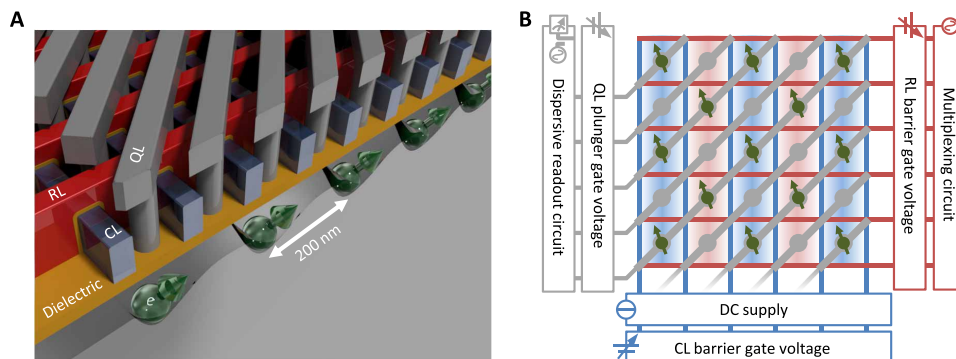 A
QL
RL
CL
200 nm
Dielectric
e
B
Dispersive readout circuit
QL plunger gate voltage
RL barrier gate voltage
Multiplexing circuit
DC supply
CL barrier gate voltage